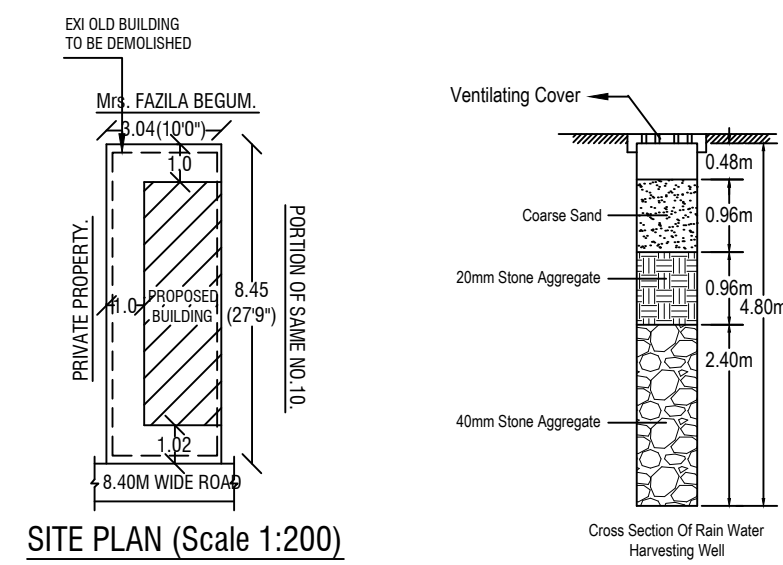 EXI OLD BUILDING
TO BE DEMOLISHED
Mrs. FAZILA BEGUM.
3.04(10'0")
1.0
PRIVATE PROPERTY.
1.0
PROPOSED
BUILDING
8.45
(27'9")
PORTION OF SAME NO.10.
1.02
8.40M WIDE ROAD
SITE PLAN (Scale 1:200)
Ventilating Cover
0.48m
Coarse Sand
0.96m
20mm Stone Aggregate
0.96m
4.80m
2.40m
40mm Stone Aggregate
Cross Section Of Rain Water
Harvesting Well